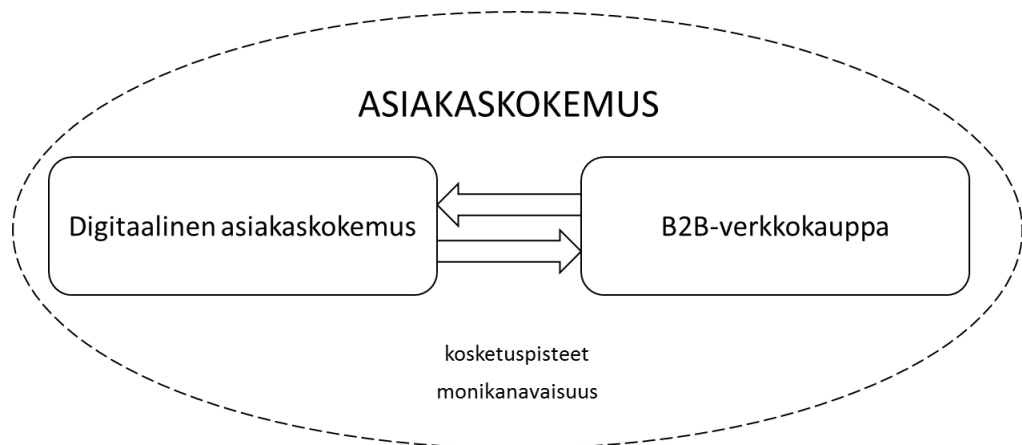 ASIAKASKOKEMUS
Digitaalinen asiakaskokemus
B2B-verkkokauppa
kosketuspisteet
monikanavaisuus